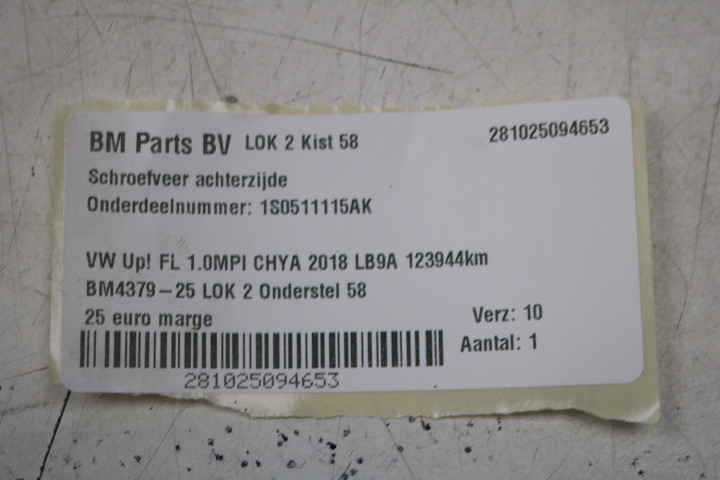 BM Parts BV LOK 2 Kist 58 281025094653
Schroefveer achterzijde
Onderdeelnummer: 1S0511115AK
VW Up! FL 1.0MPI CHYA 2018 LB9A 123944km
BM4379-25 LOK 2 Onderstel 58
25 euro marge Verz: 10
Aantal: 1
281025094653